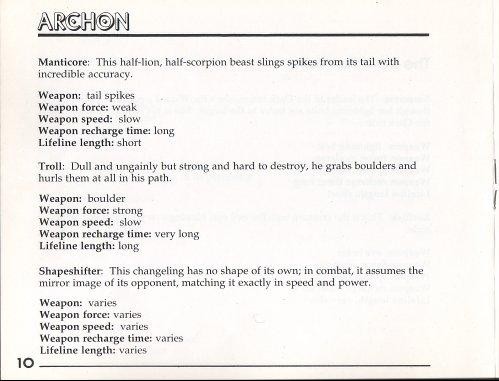 ARCHON
Manticore: This half-lion, half-scorpion beast slings spikes from its tail with
incredible accuracy.
Weapon: tail spikes
Weapon force: weak
Weapon speed: slow
Weapon recharge time: long
Lifeline length: short
Troll: Dull and ungainly but strong and hard to destroy, he grabs boulders and
hurls them at all in his path.
Weapon: boulder
Weapon force: strong
Weapon speed: slow
Weapon recharge time: very long
Lifeline length: long
Shapeshifter: This changeling has no shape of its own; in combat, it assumes the
mirror image of its opponent, matching it exactly in speed and power.
Weapon: varies
Weapon force: varies
Weapon speed: varies
Weapon recharge time: varies
Lifeline length: varies
10